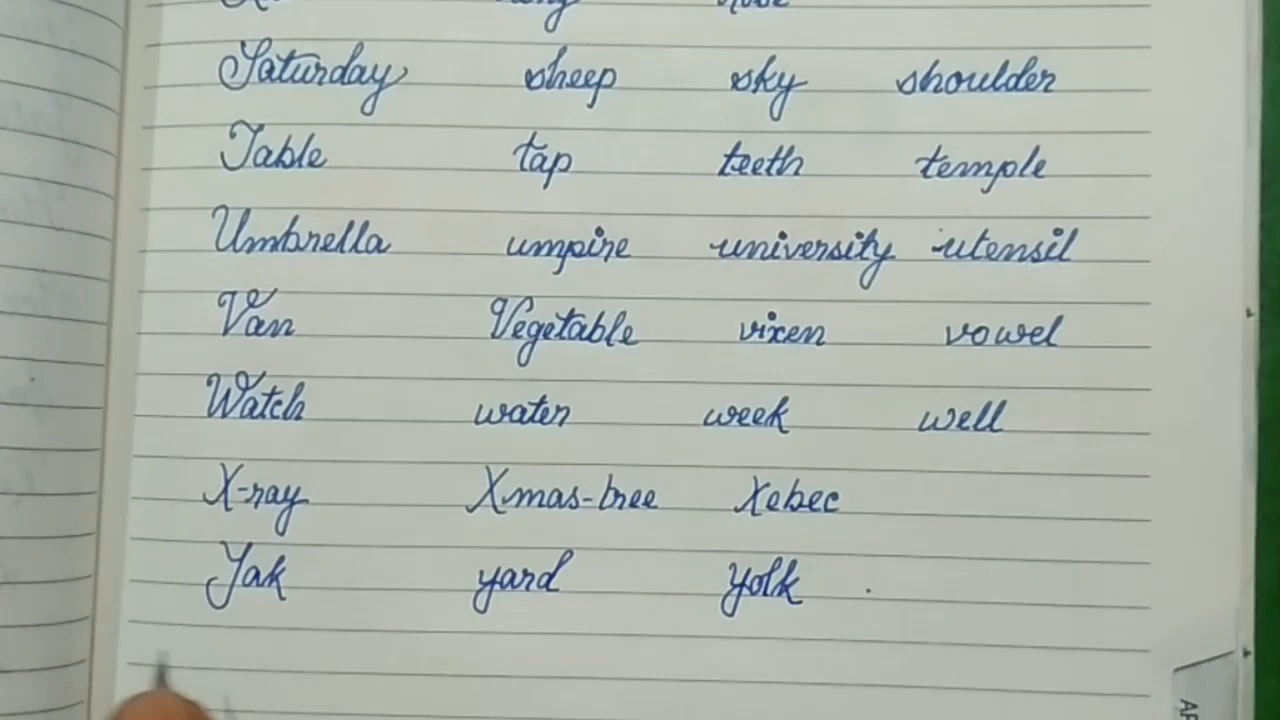 Saturday sheep sky shoulder
Table tap teeth temple
Umbrella umpire university utensil
Van Vegetable vixen vowel
Watch water week well
X-ray Xmas-tree Xebec
Yak yard yolk .